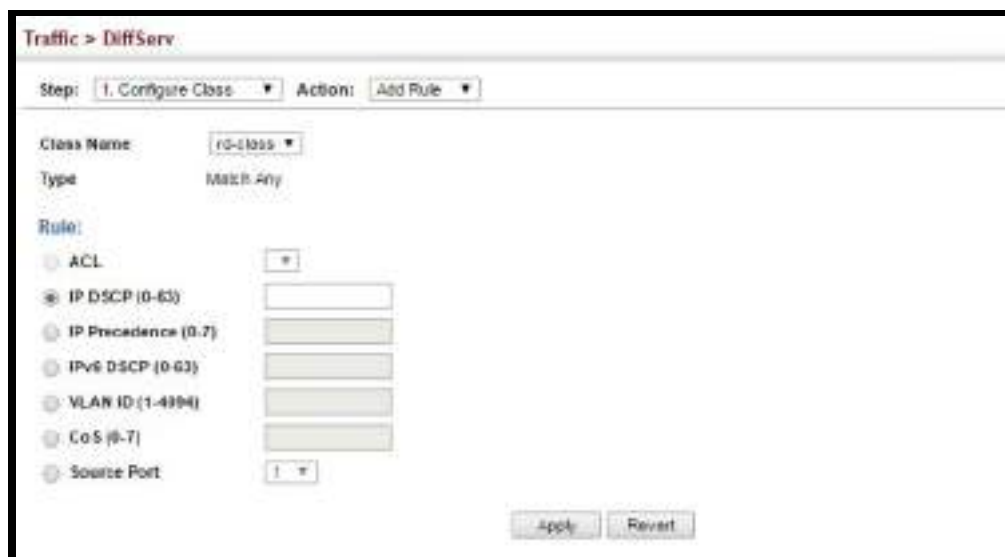 Traffic > DiffServ
Step: 1. Configure Class Action: Add Rule
Class Name rd-class
Type Match Any
Rule:
ACL
IP DSCP (0-63)
IP Precedence (0-7)
IPv6 DSCP (0-63)
VLAN ID (1-4094)
CoS (0-7)
Source Port 1
Apply Revert